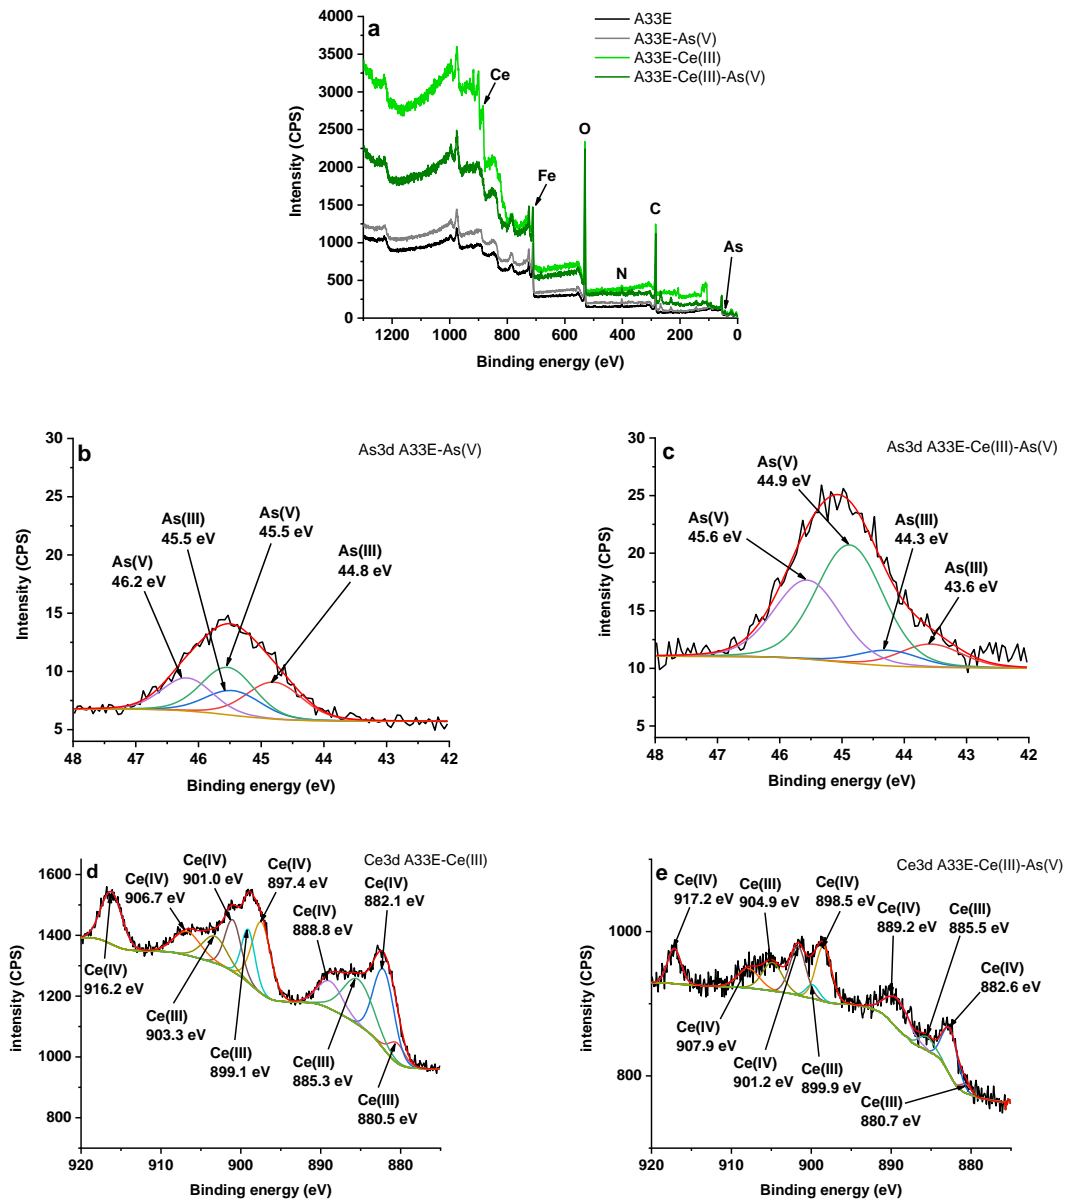 a
A33E
A33E-As(V)
A33E-Ce(III)
A33E-Ce(III)-As(V)
Ce
Fe
O
N
C
As
4000
3500
3000
2500
2000
1500
1000
500
0
Intensity (CPS)
1200 1000 800 600 400 200 0
Binding energy (eV)
b
As3d A33E-As(V)
As(V)
46.2 eV
As(III)
45.5 eV
As(V)
45.5 eV
As(III)
44.8 eV
30
25
20
15
10
5
Intensity (CPS)
48 47 46 45 44 43 42
Binding energy (eV)
c
As3d A33E-Ce(III)-As(V)
As(V)
45.6 eV
As(V)
44.9 eV
As(III)
44.3 eV
As(III)
43.6 eV
30
25
20
15
10
5
intensity (CPS)
48 47 46 45 44 43 42
Binding energy (eV)
d
Ce3d A33E-Ce(III)
Ce(IV)
916.2 eV
Ce(IV)
906.7 eV
Ce(III)
903.3 eV
Ce(IV)
901.0 eV
Ce(III)
899.1 eV
Ce(IV)
897.4 eV
Ce(IV)
888.8 eV
Ce(III)
885.3 eV
Ce(IV)
882.1 eV
Ce(III)
880.5 eV
1600
1400
1200
1000
800
intensity (CPS)
920 910 900 890 880
Binding energy (eV)
e
Ce3d A33E-Ce(III)-As(V)
Ce(IV)
917.2 eV
Ce(IV)
907.9 eV
Ce(III)
904.9 eV
Ce(IV)
901.2 eV
Ce(III)
899.9 eV
Ce(IV)
898.5 eV
Ce(IV)
889.2 eV
Ce(III)
885.5 eV
Ce(IV)
882.6 eV
Ce(III)
880.7 eV
1000
800
intensity (CPS)
920 910 900 890 880
Binding energy (eV)